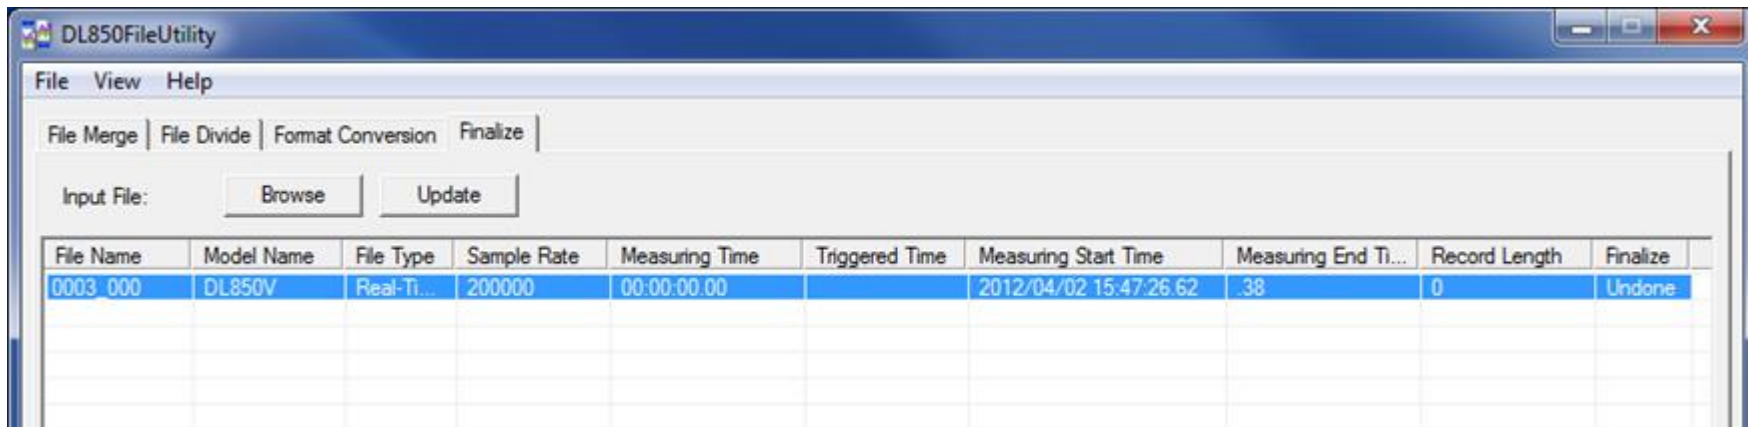 DL850FileUtility
File View Help
File Merge File Divide Format Conversion Finalize
Input File: Browse Update
File Name Model Name File Type Sample Rate Measuring Time Triggered Time Measuring Start Time Measuring End Ti... Record Length Finalize
0003_000 DL850V Real-Ti... 200000 00:00:00.00 2012/04/02 15:47:26.62 .38 0 Undone